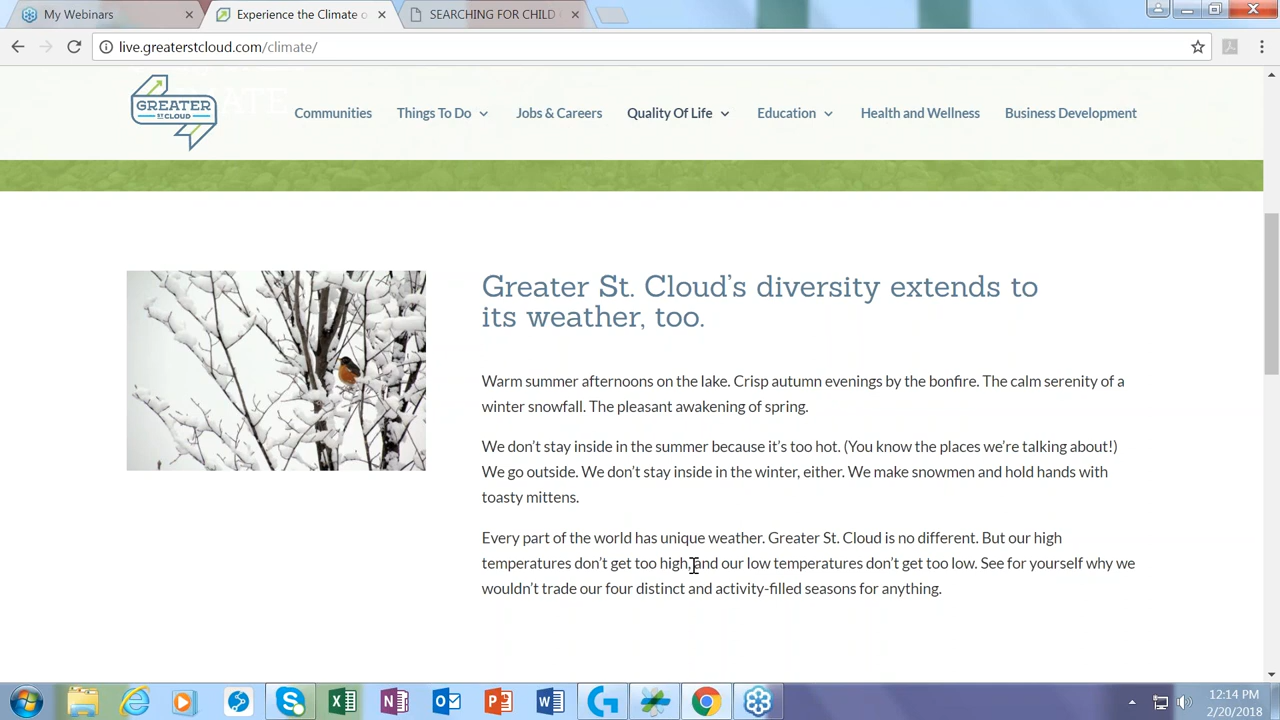 My Webinars
Experience the Climate o
SEARCHING FOR CHILD
live.greaterstcloud.com/climate/
GREATER
ST. CLOUD
Communities
Things To Do
Jobs & Careers
Quality Of Life
Education
Health and Wellness
Business Development
Greater St. Cloud’s diversity extends to
its weather, too.
Warm summer afternoons on the lake. Crisp autumn evenings by the bonfire. The calm serenity of a
winter snowfall. The pleasant awakening of spring.
We don’t stay inside in the summer because it’s too hot. (You know the places we’re talking about!)
We go outside. We don’t stay inside in the winter, either. We make snowmen and hold hands with
toasty mittens.
Every part of the world has unique weather. Greater St. Cloud is no different. But our high
temperatures don’t get too high, and our low temperatures don’t get too low. See for yourself why we
wouldn’t trade our four distinct and activity-filled seasons for anything.
12:14 PM
2/20/2018